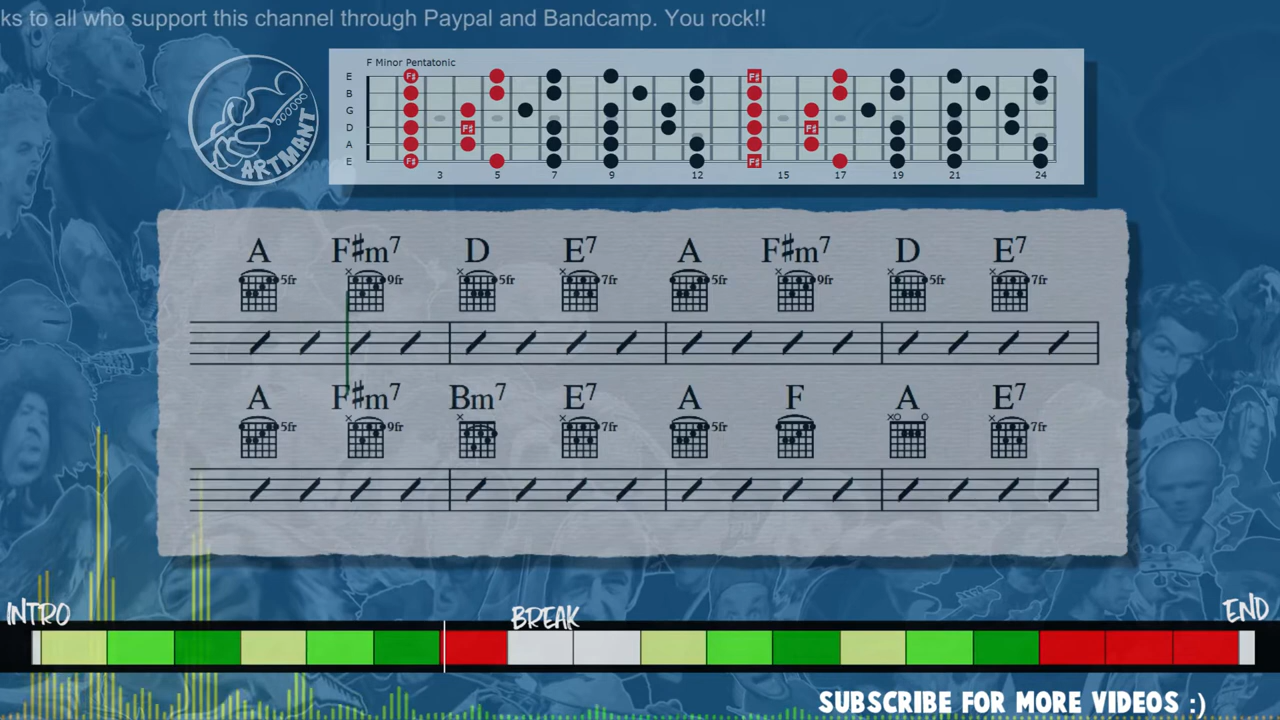 ks to all who support this channel through Paypal and Bandcamp. You rock!!
F Minor Pentatonic
E F# F#
B
G
D F# F#
A
E F# F#
3 5 7 9 12 15 17 19 21 24
ARTMANT
A F♯m7 D E7 A F♯m7 D E7
5fr 9fr 5fr 7fr 5fr 9fr 5fr 7fr
A F♯m7 Bm7 E7 A F A E7
5fr 9fr 7fr 5fr 7fr
INTRO BREAK END
SUBSCRIBE FOR MORE VIDEOS :)